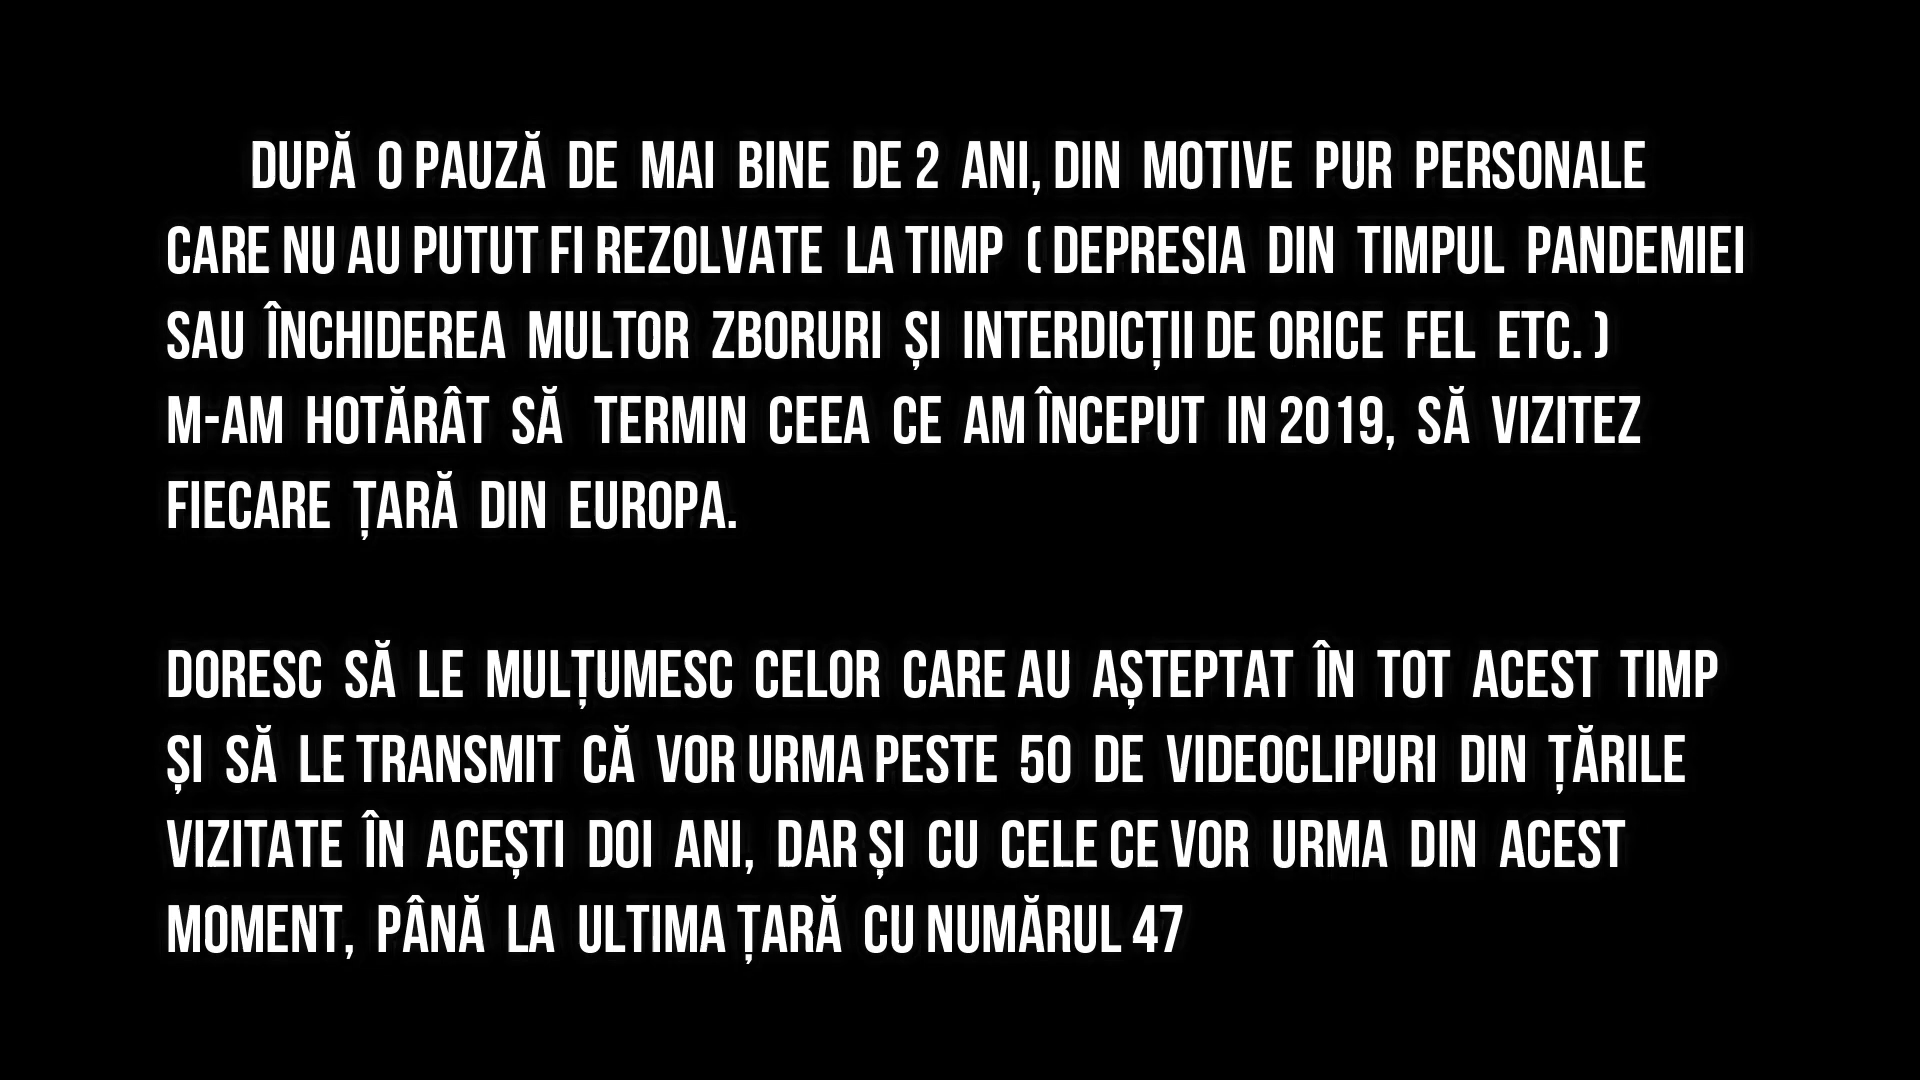 DUPĂ O PAUZĂ DE MAI BINE DE 2 ANI, DIN MOTIVE PUR PERSONALE
CARE NU AU PUTUT FI REZOLVATE LA TIMP ( DEPRESIA DIN TIMPUL PANDEMIEI
SAU ÎNCHIDEREA MULTOR ZBORURI ȘI INTERDICȚII DE ORICE FEL ETC. )
M-AM HOTĂRÂT SĂ TERMIN CEEA CE AM ÎNCEPUT IN 2019, SĂ VIZITEZ
FIECARE ȚARĂ DIN EUROPA.
DORESC SĂ LE MULȚUMESC CELOR CARE AU AȘTEPTAT ÎN TOT ACEST TIMP
ȘI SĂ LE TRANSMIT CĂ VOR URMA PESTE 50 DE VIDEOCLIPURI DIN ȚĂRILE
VIZITATE ÎN ACEȘTI DOI ANI, DAR ȘI CU CELE CE VOR URMA DIN ACEST
MOMENT, PÂNĂ LA ULTIMA ȚARĂ CU NUMĂRUL 47